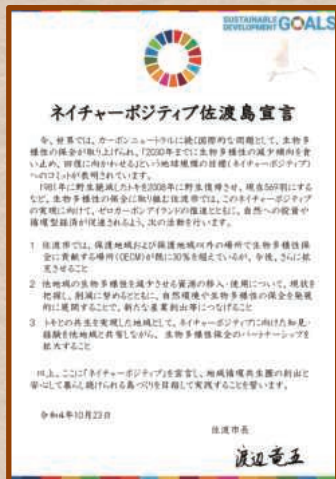 SUSTAINABLE
DEVELOPMENT GOALS
ネイチャーポジティブ佐渡島宣言
今、世界では、カーボンニュートラルに続く国際的な問題として、生物多
様性の保全が取り上げられ、「2030年までに生物多様性の減少傾向を食
い止め、回復に向かわせる」という地球規模の目標(ネイチャーポジティブ)へ
のコミットが表明されています。
1981年に野生絶滅したトキを2008年に野生復帰させ、現在569羽にする
など、生物多様性の保全に取り組む佐渡市では、このネイチャーポジティブ
の実現に向けて、ゼロカーボンアイランドの推進とともに、自然への投資や
循環型経済が促進されるよう、次の活動を行います。
1 佐渡市では、保護地域および保護地域以外の場所で生物多様性保
全に貢献する場所(OECM)が既に30%を超えているが、今後、さらに拡
充させること
2 他地域の生物多様性を減少させる資源の移入・使用について、現状を
把握し、削減に努めるとともに、自然環境や生物多様性の保全を発展
的に展開することで、新たな産業創出等につなげること
3 トキとの共生を実現した地域として、ネイチャーポジティブに向けた知見・
経験を他地域と共有しながら、生物多様性保全のパートナーシップを
拡大すること
以上、ここに「ネイチャーポジティブ」を宣言し、地域循環共生圏の創出と
安心して暮らし続けられる島づくりを目指して実践することを誓います。
令和4年10月23日
佐渡市長
渡辺竜五